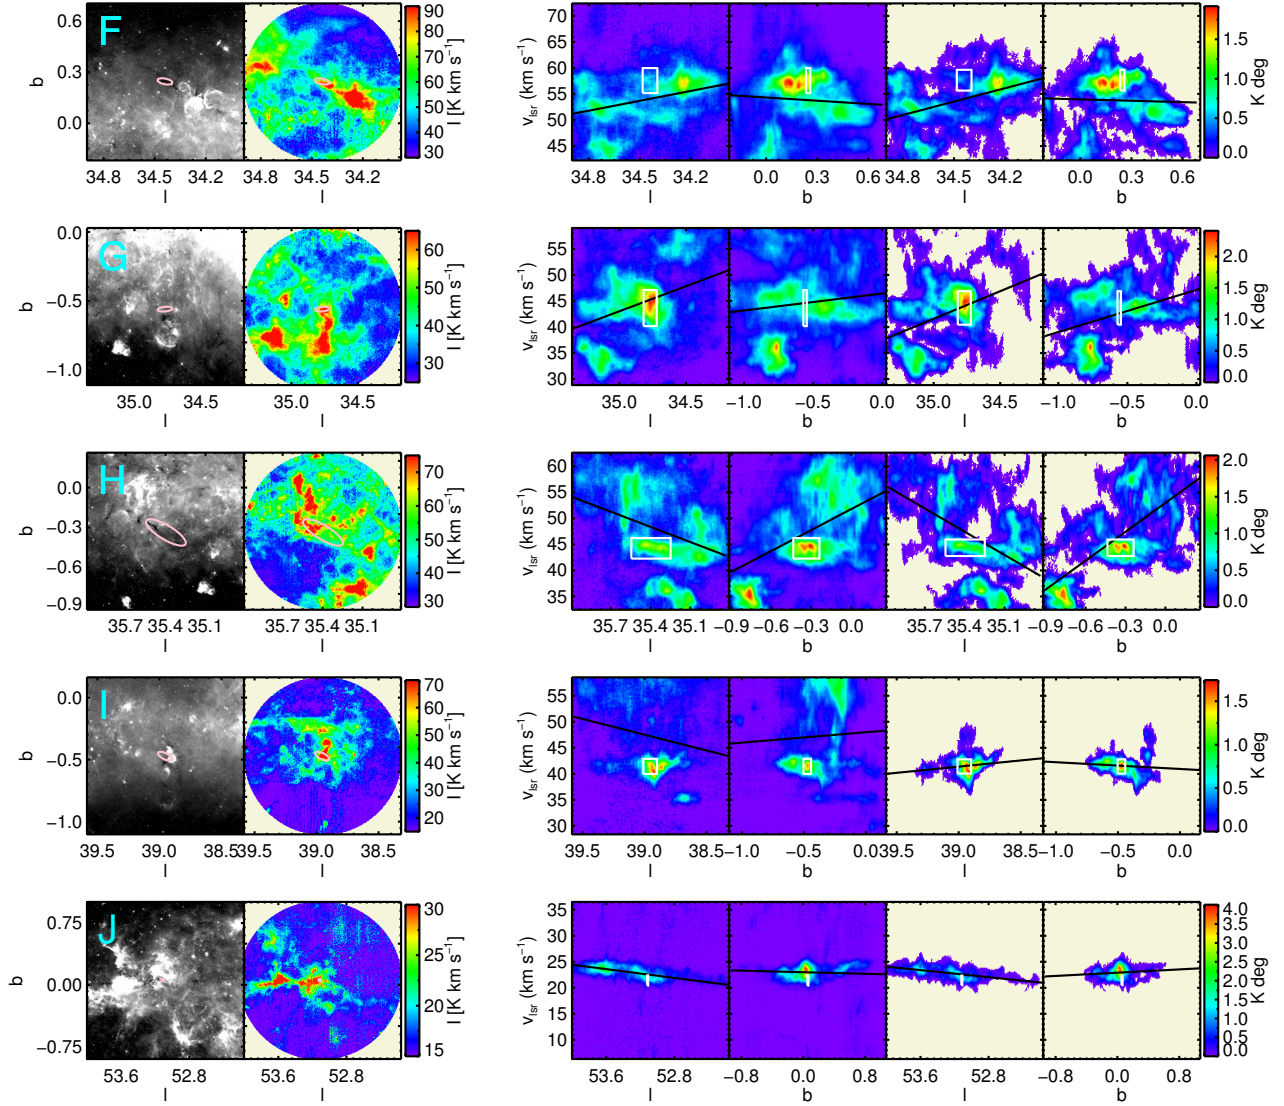 F
b
0.6
0.3
0.0
34.8 34.5 34.2
l
34.8 34.5 34.2
l
90
80
70
60
50
40
30
I [K km s⁻¹]
v_lsr (km s⁻¹)
70
65
60
55
50
45
34.8 34.5 34.2
l
0.0 0.3 0.6
b
34.8 34.5 34.2
l
0.0 0.3 0.6
b
1.5
1.0
0.5
0.0
K deg
G
b
0.0
−0.5
−1.0
35.0 34.5
l
35.0 34.5
l
60
50
40
30
I [K km s⁻¹]
v_lsr (km s⁻¹)
55
50
45
40
35
30
35.0 34.5
l
−1.0 −0.5 0.0
b
35.0 34.5
l
−1.0 −0.5 0.0
b
2.0
1.5
1.0
0.5
0.0
K deg
H
b
0.0
−0.3
−0.6
−0.9
35.7 35.4 35.1
l
35.7 35.4 35.1
l
70
60
50
40
30
I [K km s⁻¹]
v_lsr (km s⁻¹)
60
55
50
45
40
35
35.7 35.4 35.1
l
−0.9 −0.6 −0.3 0.0
b
35.7 35.4 35.1
l
−0.9 −0.6 −0.3 0.0
b
2.0
1.5
1.0
0.5
0.0
K deg
I
b
0.0
−0.5
−1.0
39.5 39.0 38.5
l
39.5 39.0 38.5
l
70
60
50
40
30
20
I [K km s⁻¹]
v_lsr (km s⁻¹)
55
50
45
40
35
30
39.5 39.0 38.5
l
−1.0 −0.5 0.0
b
39.5 39.0 38.5
l
−1.0 −0.5 0.0
b
1.5
1.0
0.5
0.0
K deg
J
b
0.75
0.00
−0.75
53.6 52.8
l
53.6 52.8
l
30
25
20
15
I [K km s⁻¹]
v_lsr (km s⁻¹)
35
30
25
20
15
10
53.6 52.8
l
−0.8 0.0 0.8
b
53.6 52.8
l
−0.8 0.0 0.8
b
4.0
3.5
3.0
2.5
2.0
1.5
1.0
0.5
0.0
K deg